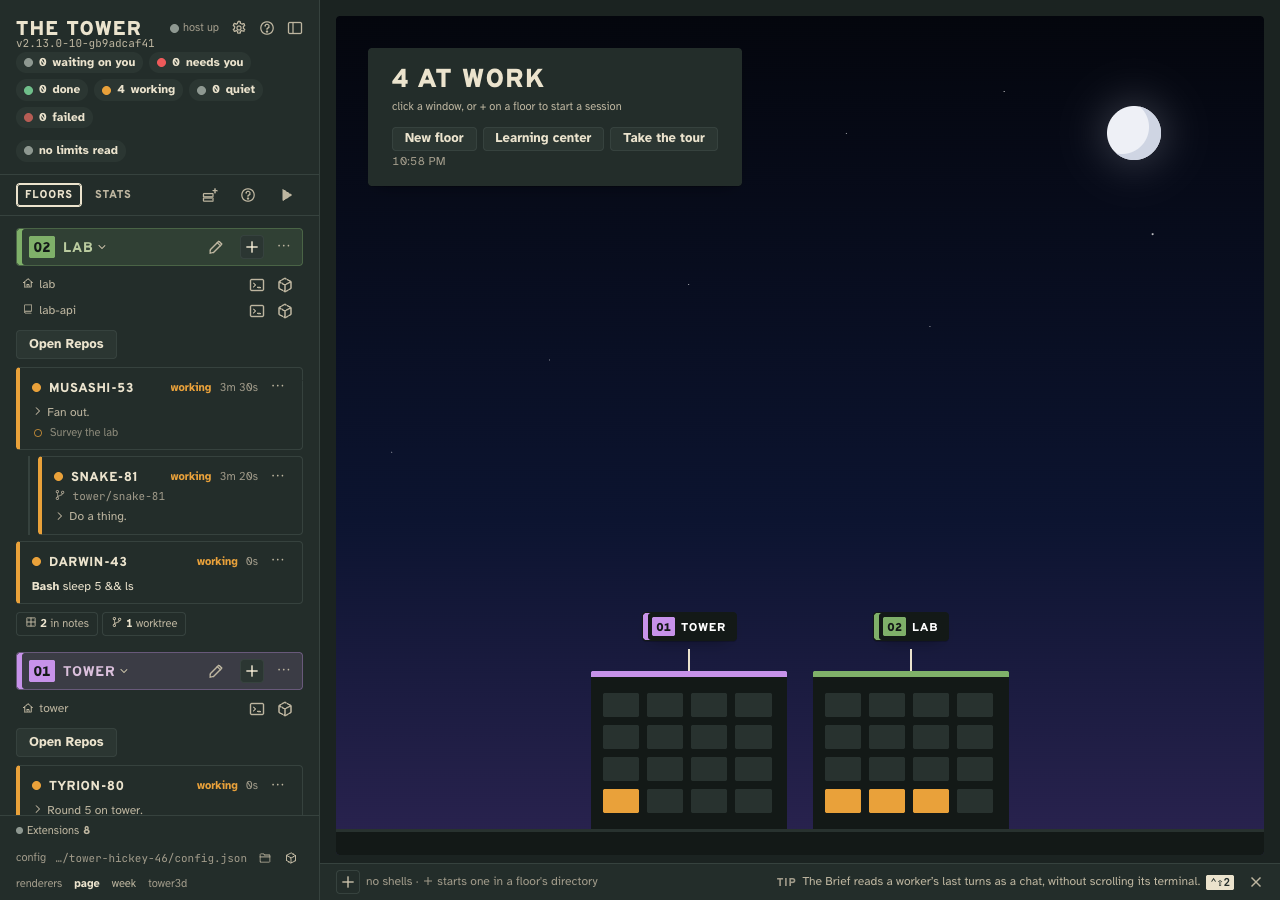 THE TOWER
host up
v2.13.0-10-gb9adcaf41
0 waiting on you
0 needs you
0 done
4 working
0 quiet
0 failed
no limits read
FLOORS
STATS
02 LAB
lab
lab-api
Open Repos
MUSASHI-53 working 3m 30s
Fan out.
Survey the lab
SNAKE-81 working 3m 20s
tower/snake-81
Do a thing.
DARWIN-43 working 0s
Bash sleep 5 && ls
2 in notes
1 worktree
01 TOWER
tower
Open Repos
TYRION-80 working 0s
Round 5 on tower.
Extensions 8
config …/tower-hickey-46/config.json
renderers page week tower3d
4 AT WORK
click a window, or + on a floor to start a session
New floor
Learning center
Take the tour
10:58 PM
01 TOWER
02 LAB
no shells · + starts one in a floor's directory
TIP The Brief reads a worker's last turns as a chat, without scrolling its terminal. ⌃⇧2